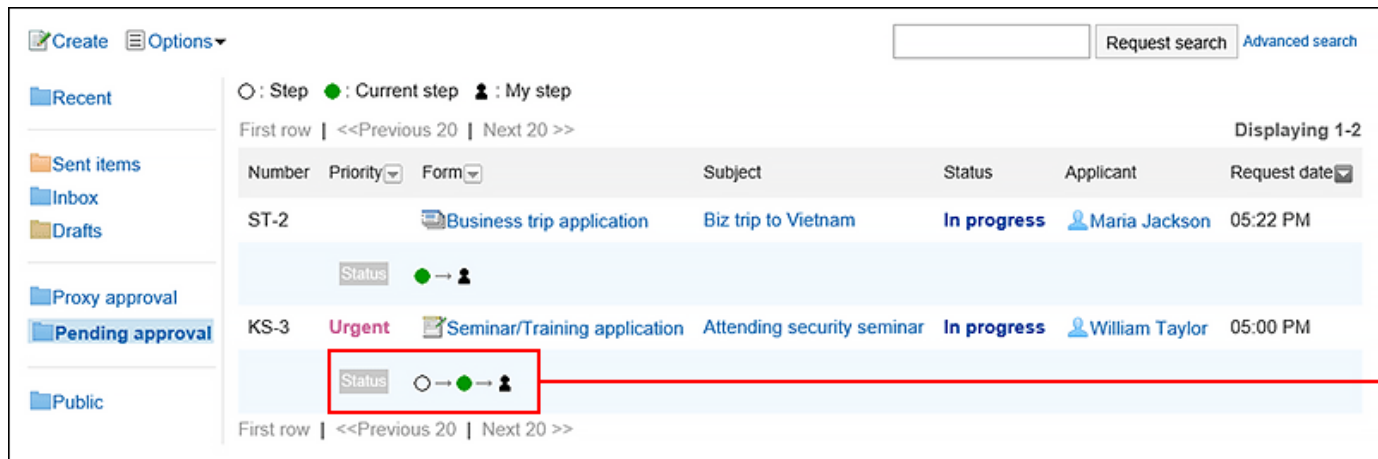 Create Options
Request search Advanced search
Recent
Sent items
Inbox
Drafts
Proxy approval
Pending approval
Public
: Step : Current step : My step
First row | <<Previous 20 | Next 20 >>
Displaying 1-2
Number Priority Form Subject Status Applicant Request date
ST-2 Business trip application Biz trip to Vietnam In progress Maria Jackson 05:22 PM
Status →
KS-3 Urgent Seminar/Training application Attending security seminar In progress William Taylor 05:00 PM
Status → →
First row | <<Previous 20 | Next 20 >>